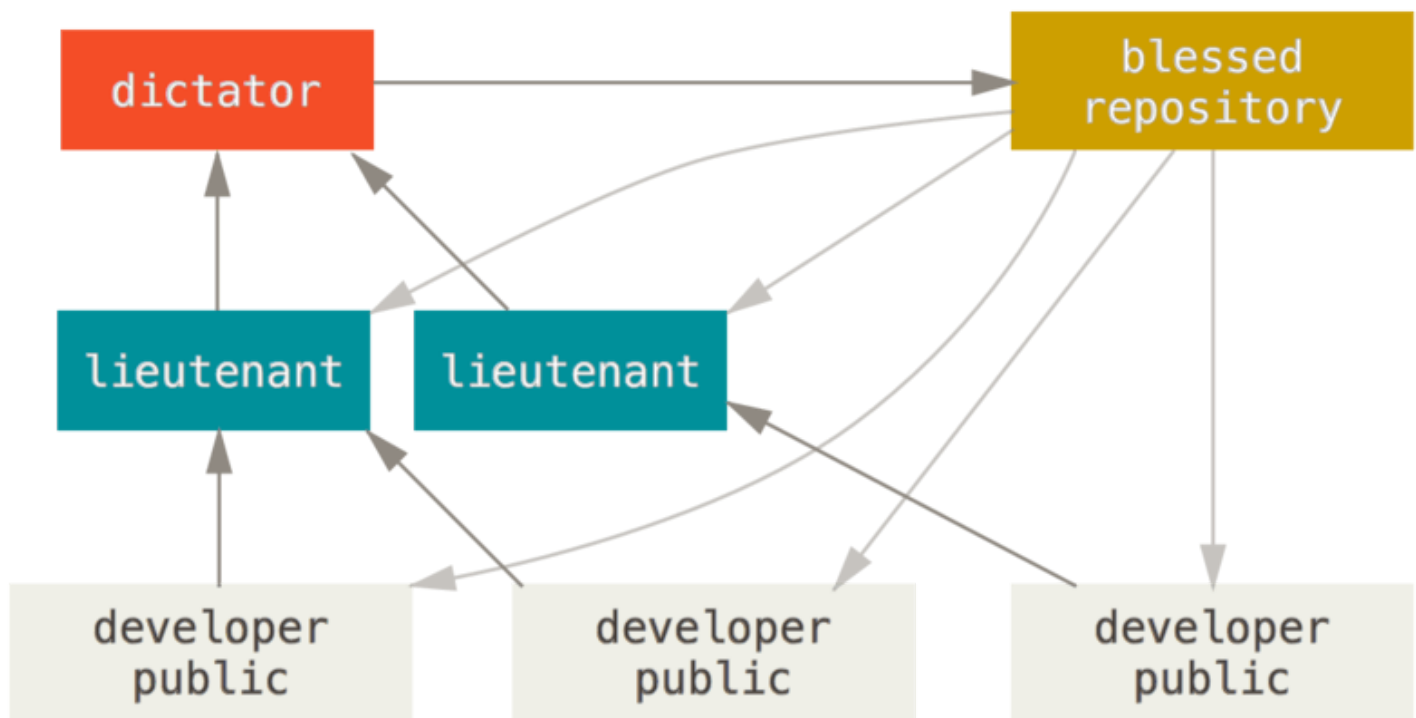 dictator
blessed
repository
lieutenant
lieutenant
developer
public
developer
public
developer
public